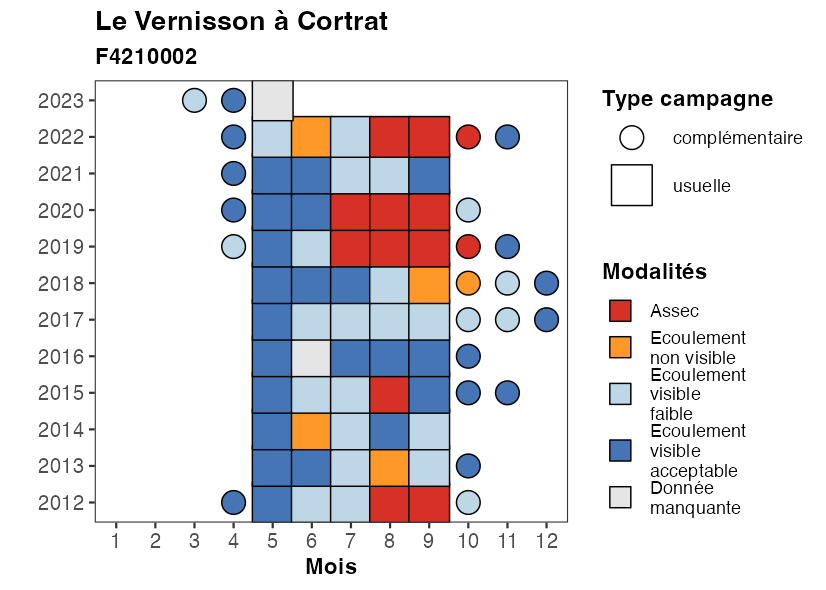 Le Vernisson à Cortrat
F4210002
2023
2022
2021
2020
2019
2018
2017
2016
2015
2014
2013
2012
1 2 3 4 5 6 7 8 9 10 11 12
Mois
Type campagne
complémentaire
usuelle
Modalités
Assec
Ecoulement
non visible
Ecoulement
visible
faible
Ecoulement
visible
acceptable
Donnée
manquante